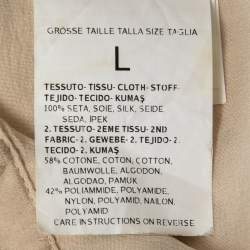 GROSSE TAILLE TALLA SIZE TAGLIA
L
TESSUTO-TISSU-CLOTH-STOFF-
TEJIDO-TECIDO-KUMAŞ
100% SETA, SOIE, SILK, SEIDE,
SEDA, IPEK
2. TESSUTO-2EME TISSU-2ND
FABRIC-2. GEWEBE-2. TEJIDO-2.
TECIDO-2. KUMAŞ
58% COTONE, COTON, COTTON,
BAUMWOLLE, ALGODON,
ALGODAO, PAMUK
42% POLIAMMIDE, POLYAMIDE,
NYLON, POLYAMID, NAILON,
POLYAMID
CARE INSTRUCTIONS ON REVERSE